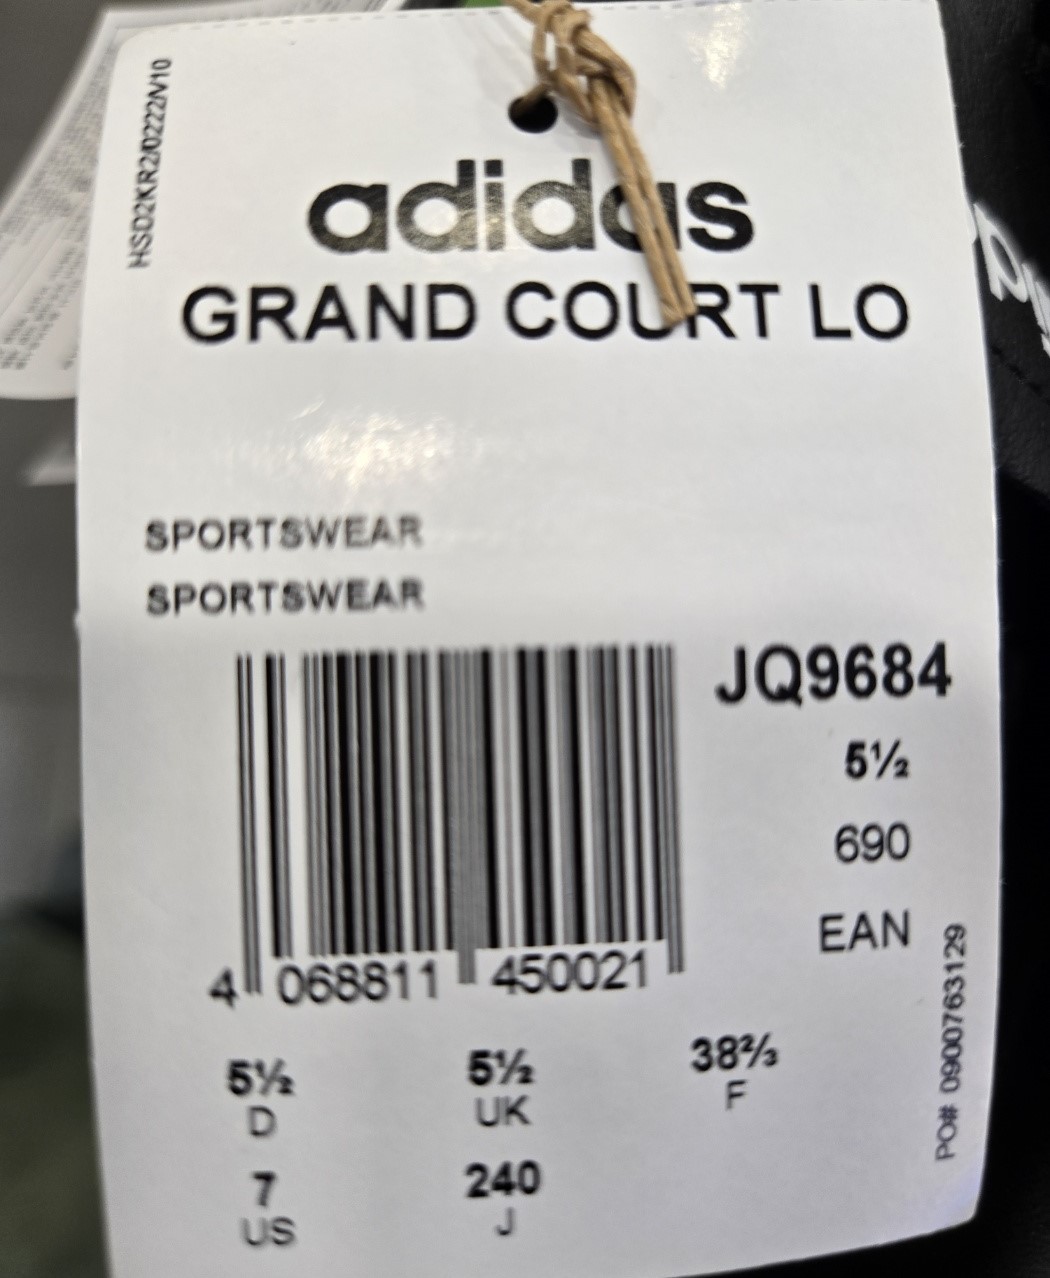 HSD2KR2/0222/V10
adidas
GRAND COURT LO
SPORTSWEAR
SPORTSWEAR
JQ9684
5½
690
EAN
4 068811 450021
PO# 0900763129
5½ 5½ 38⅔
D UK F
7 240
US J